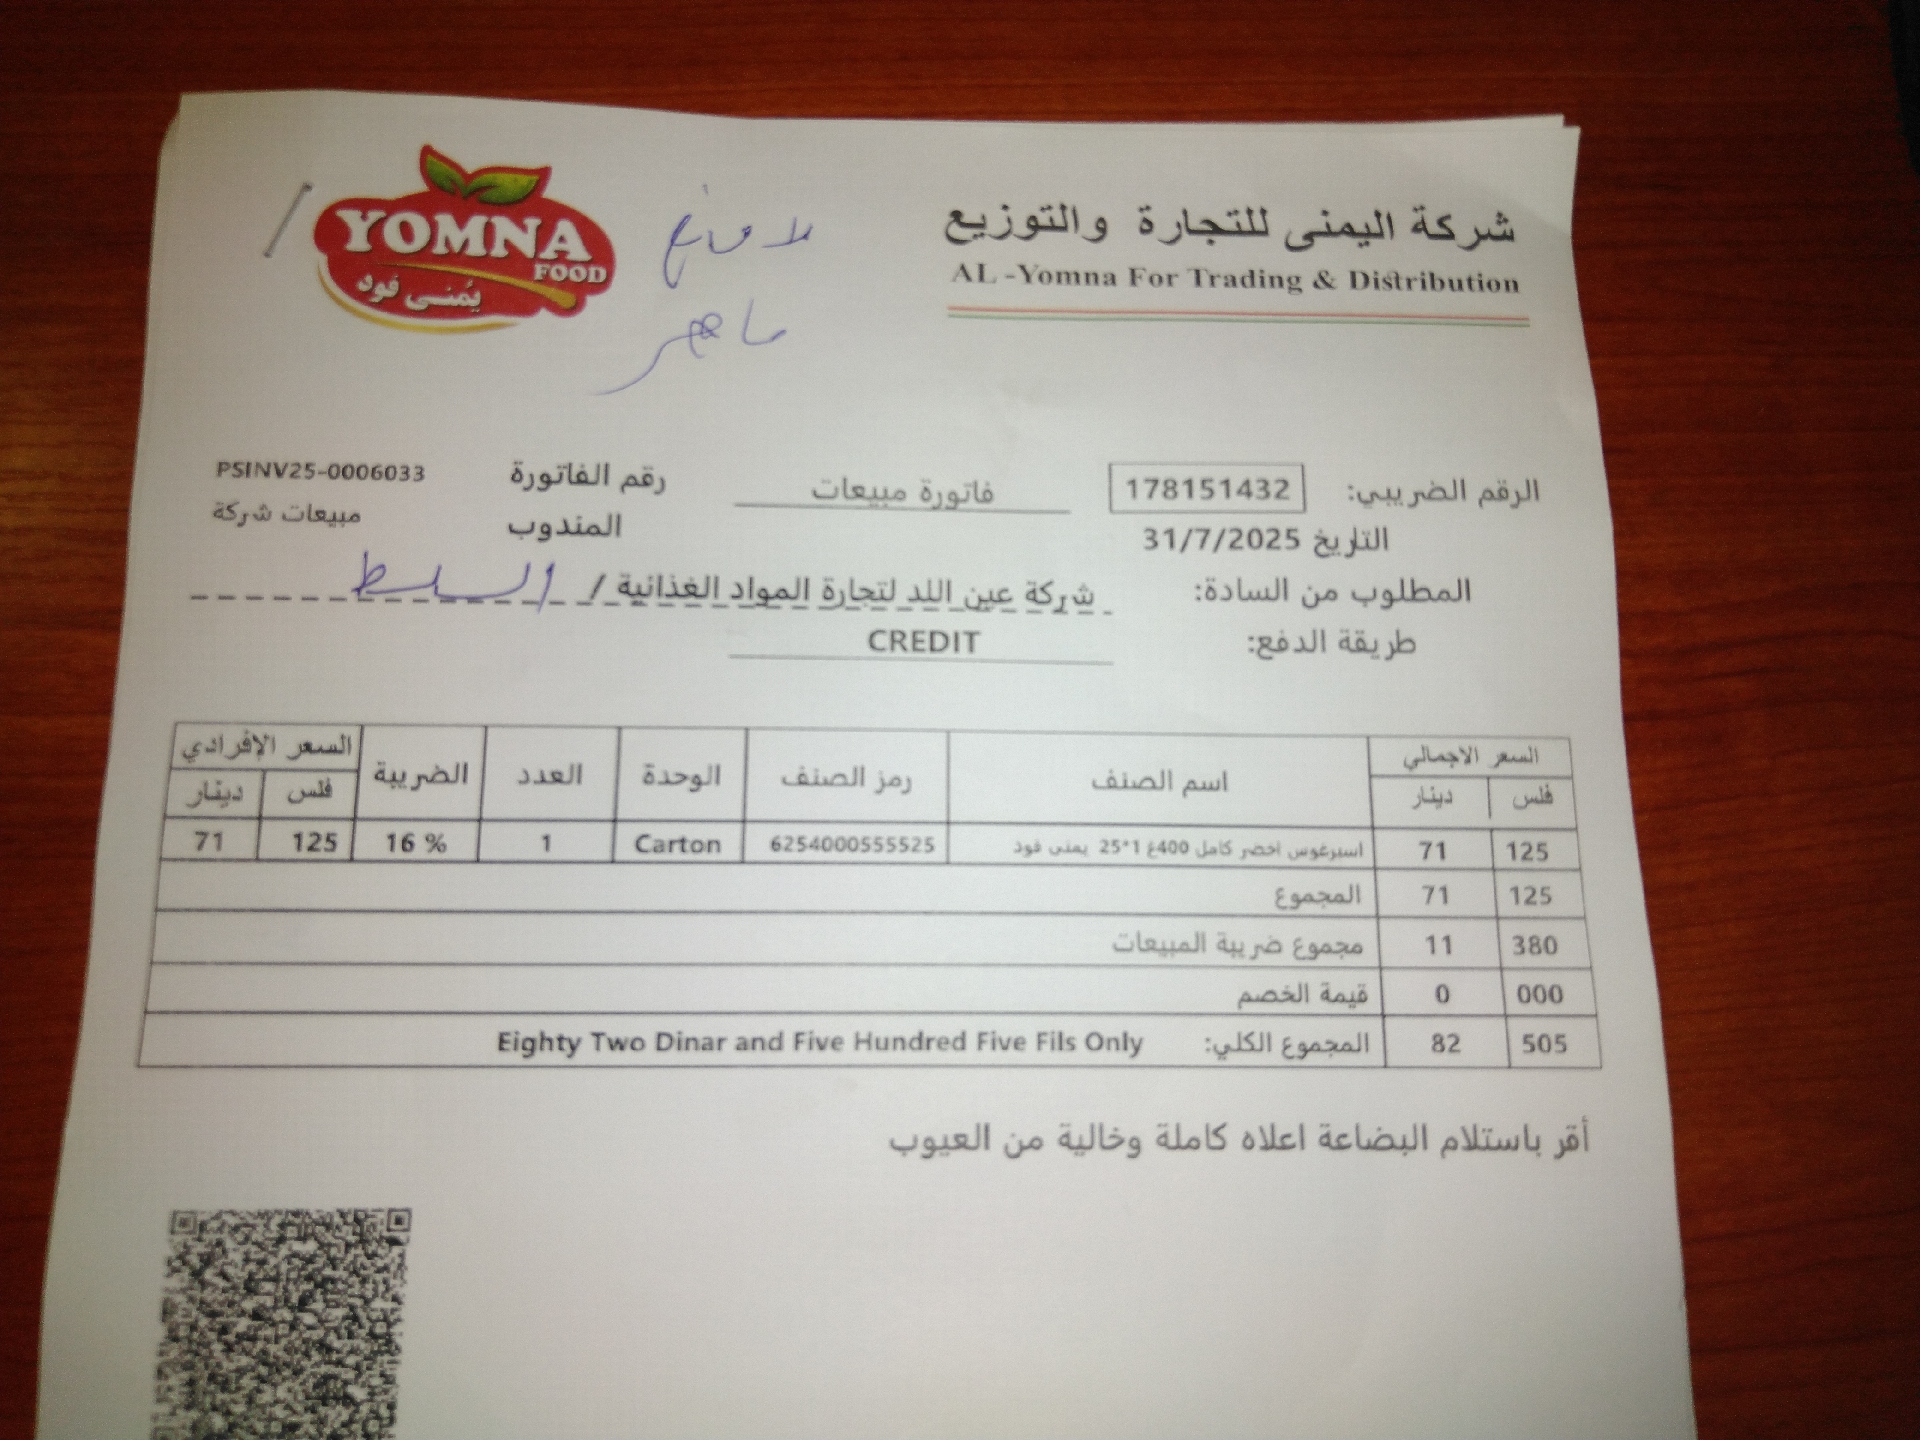 YOMNA
FOOD
يُمنى فود
لا مانع
ماهر
شركة اليمنى للتجارة والتوزيع
AL -Yomna For Trading & Distribution
الرقم الضريبي: 178151432 فاتورة مبيعات رقم الفاتورة PSINV25-0006033
التاريخ 31/7/2025 المندوب مبيعات شركة
المطلوب من السادة: شركة عين اللد لتجارة المواد الغذائية / السلط
طريقة الدفع: CREDIT
السعر الاجمالي اسم الصنف رمز الصنف الوحدة العدد الضريبة السعر الإفرادي
فلس دينار فلس دينار
125 71 اسبرغوس اخضر كامل 400غ 1*25 يمنى فود 6254000555525 Carton 1 16 % 125 71
125 71 المجموع
380 11 مجموع ضريبة المبيعات
000 0 قيمة الخصم
505 82 المجموع الكلي: Eighty Two Dinar and Five Hundred Five Fils Only
أقر باستلام البضاعة اعلاه كاملة وخالية من العيوب